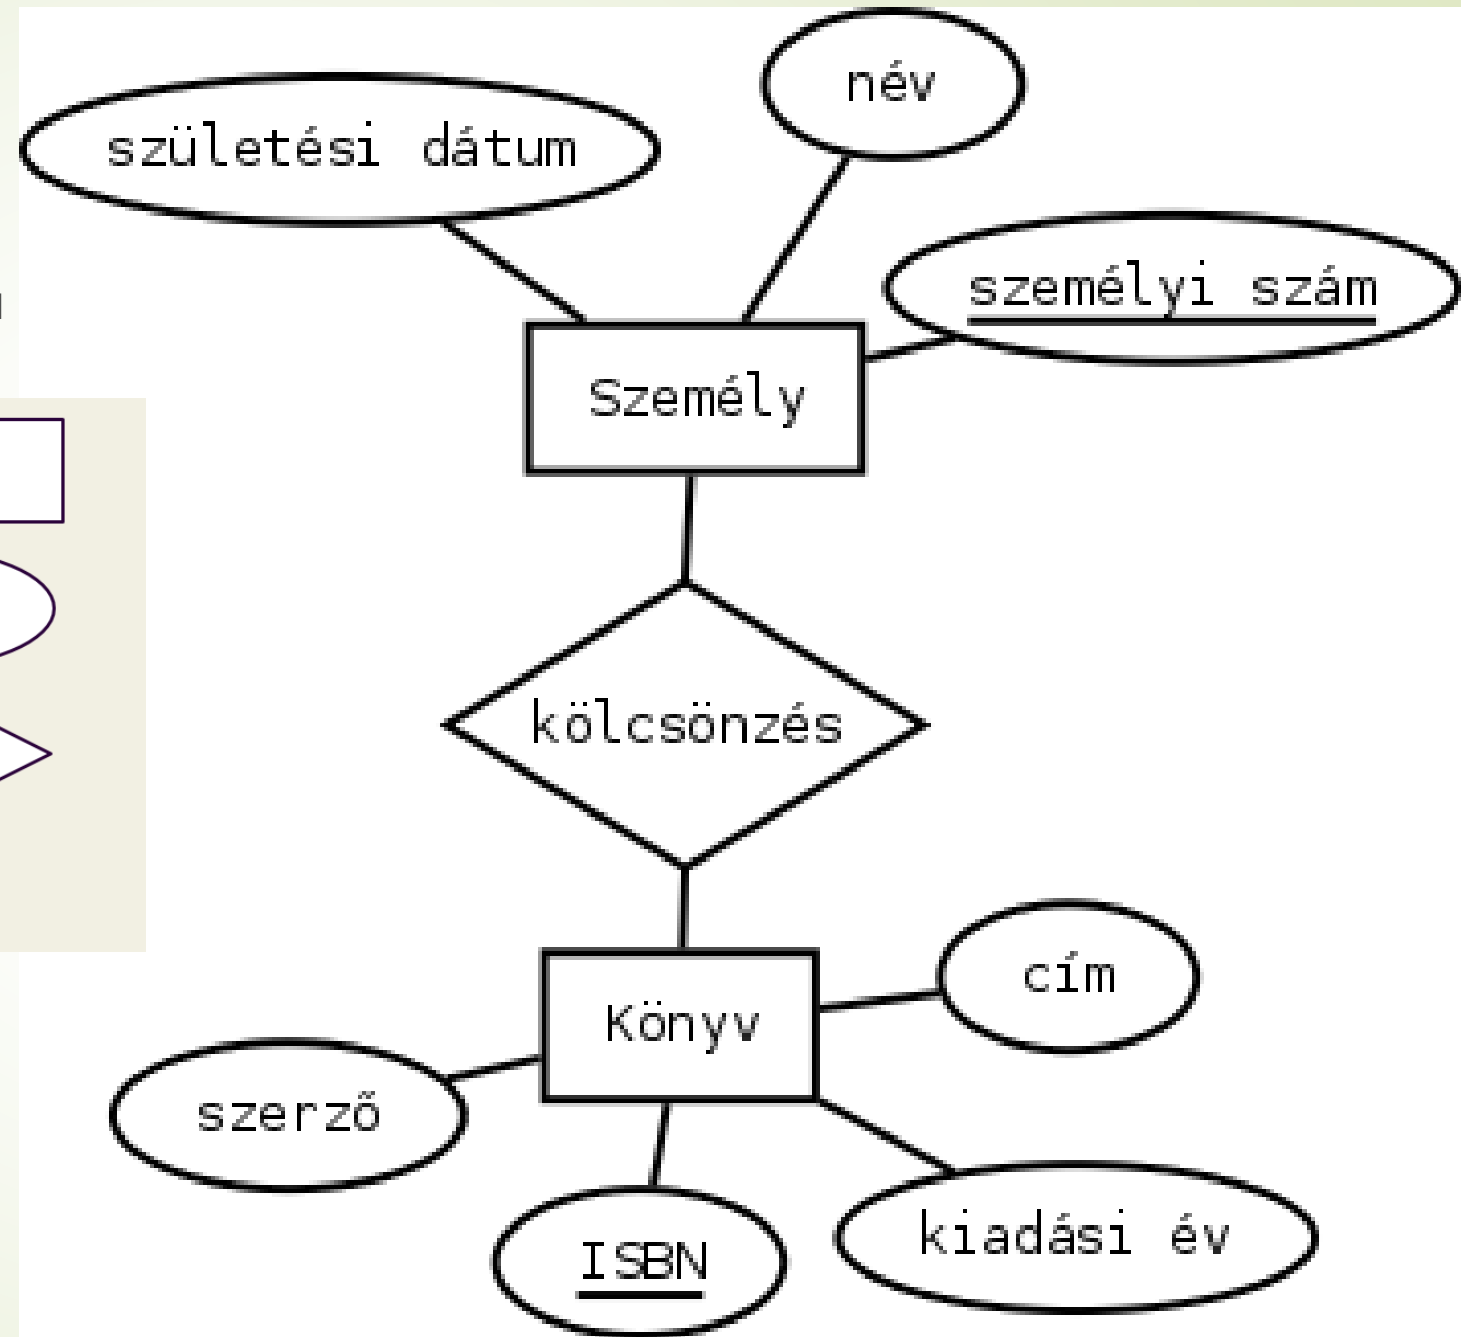 név
születési dátum
személyi szám
Személy
kölcsönzés
cím
Könyv
szerző
kiadási év
ISBN